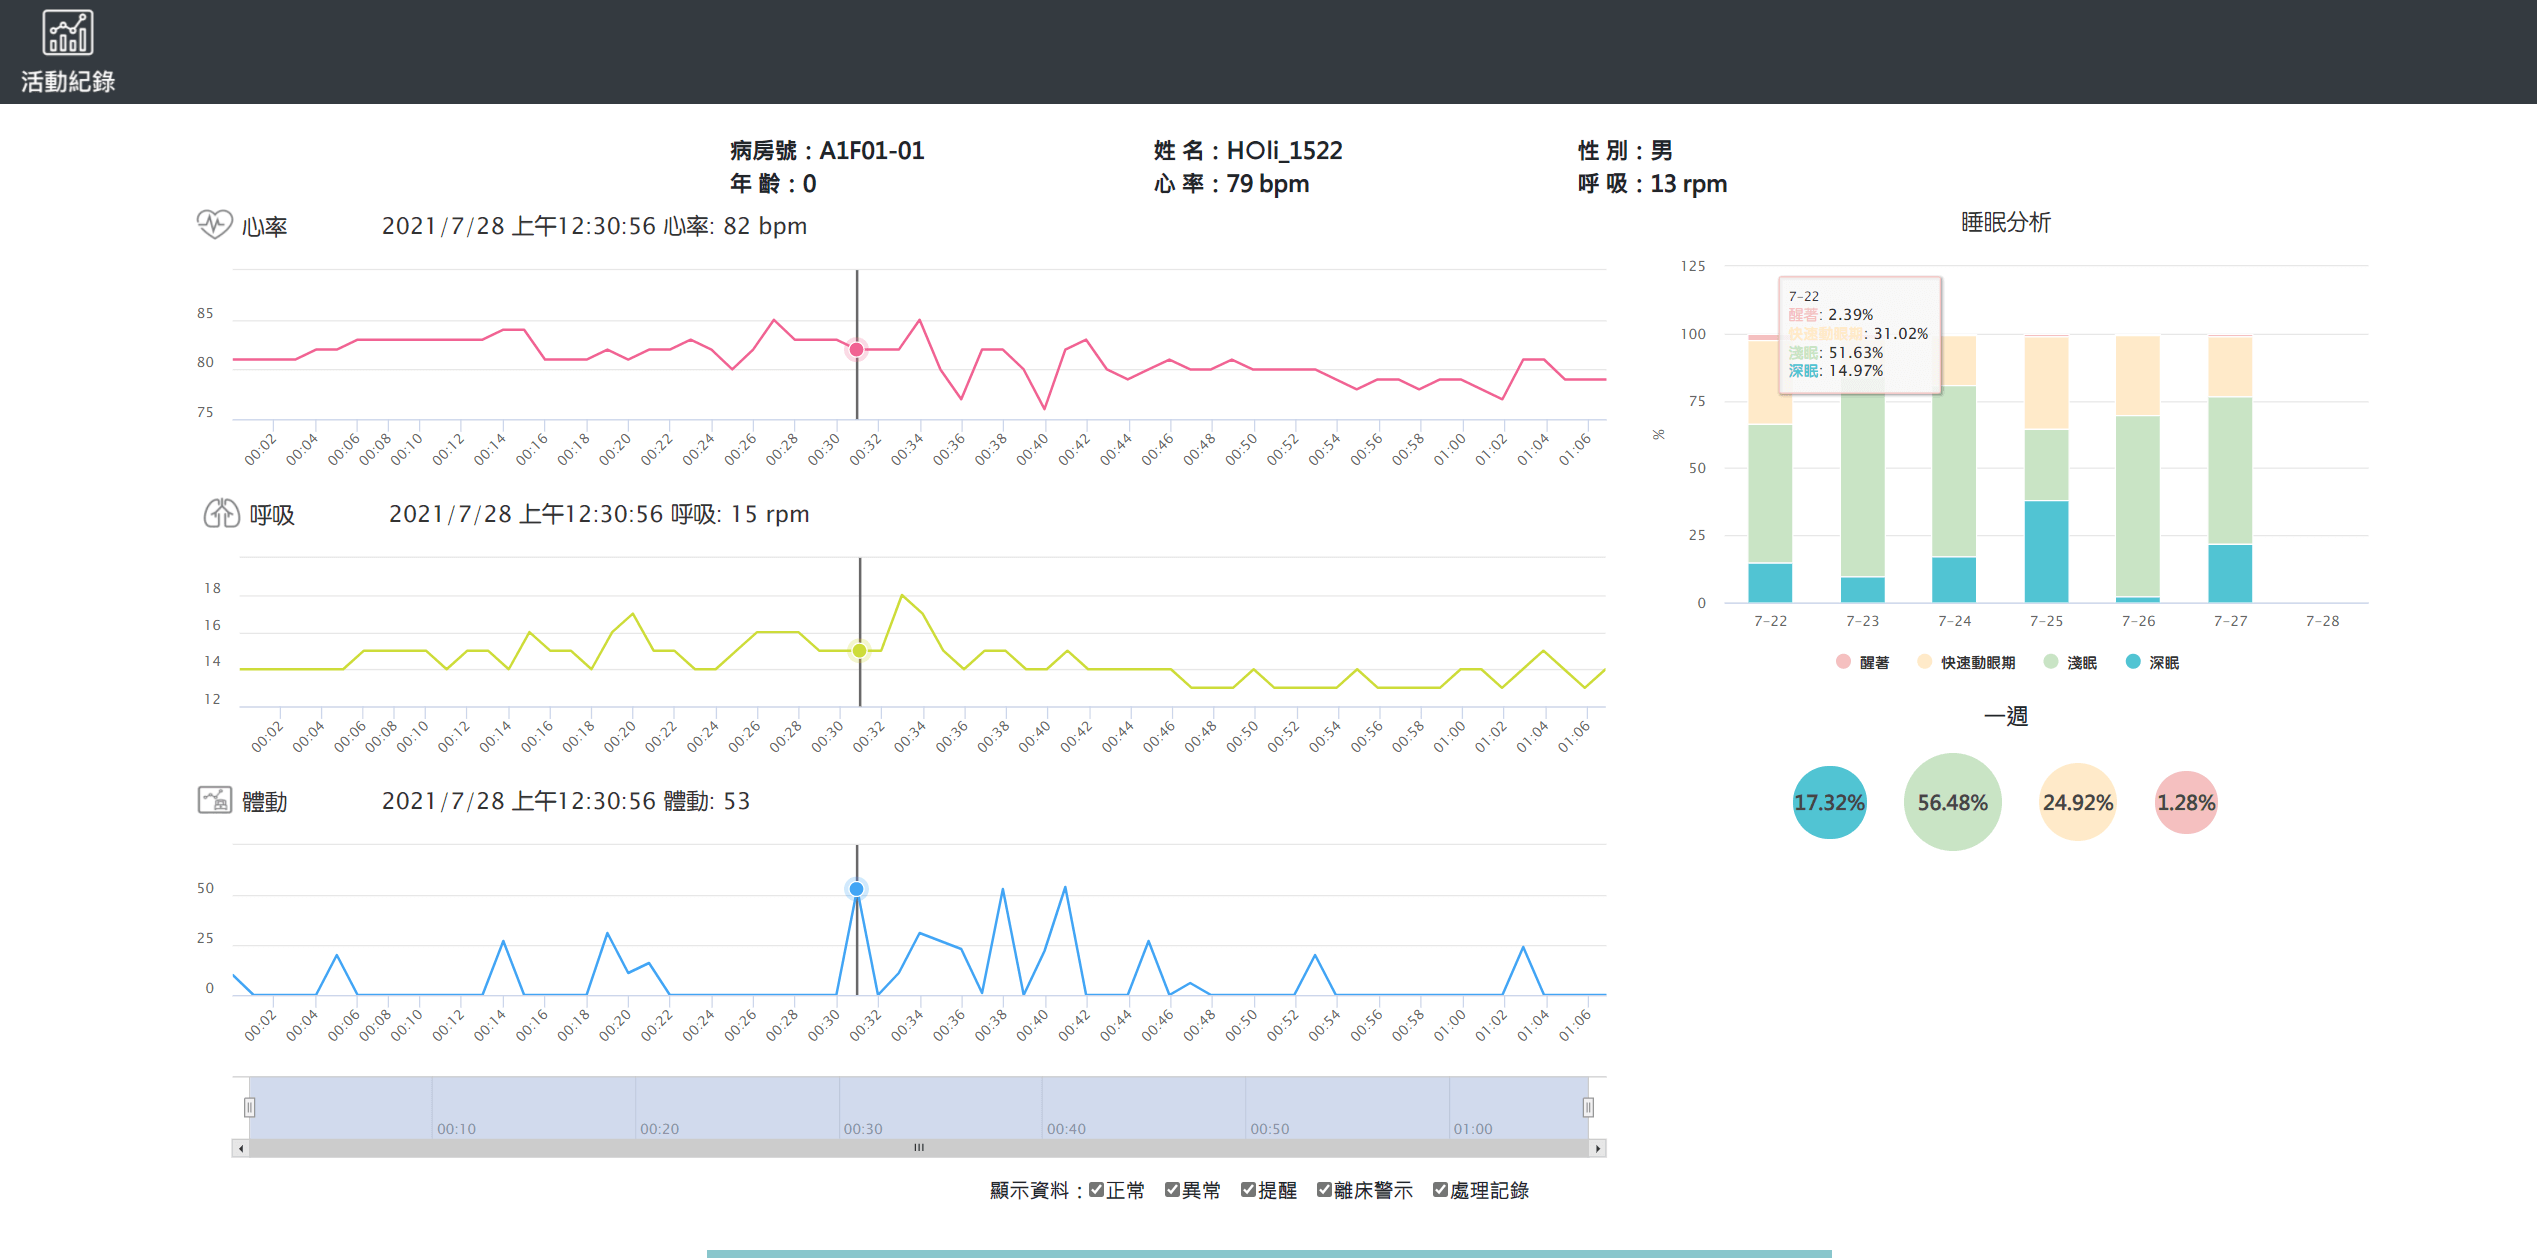 活動紀錄
病房號：A1F01-01 姓 名：HOli_1522 性 別：男
年 齡：0 心 率：79 bpm 呼 吸：13 rpm
心率 2021/7/28 上午12:30:56 心率: 82 bpm
85
80
75
00:02 00:04 00:06 00:08 00:10 00:12 00:14 00:16 00:18 00:20 00:22 00:24 00:26 00:28 00:30 00:32 00:34 00:36 00:38 00:40 00:42 00:44 00:46 00:48 00:50 00:52 00:54 00:56 00:58 01:00 01:02 01:04 01:06
呼吸 2021/7/28 上午12:30:56 呼吸: 15 rpm
18
16
14
12
00:02 00:04 00:06 00:08 00:10 00:12 00:14 00:16 00:18 00:20 00:22 00:24 00:26 00:28 00:30 00:32 00:34 00:36 00:38 00:40 00:42 00:44 00:46 00:48 00:50 00:52 00:54 00:56 00:58 01:00 01:02 01:04 01:06
體動 2021/7/28 上午12:30:56 體動: 53
50
25
0
00:02 00:04 00:06 00:08 00:10 00:12 00:14 00:16 00:18 00:20 00:22 00:24 00:26 00:28 00:30 00:32 00:34 00:36 00:38 00:40 00:42 00:44 00:46 00:48 00:50 00:52 00:54 00:56 00:58 01:00 01:02 01:04 01:06
00:10 00:20 00:30 00:40 00:50 01:00
顯示資料：正常 異常 提醒 離床警示 處理記錄
睡眠分析
125
100
75
50
25
0
%
7-22
醒著: 2.39%
快速動眼期: 31.02%
淺眠: 51.63%
深眠: 14.97%
7-22 7-23 7-24 7-25 7-26 7-27 7-28
醒著 快速動眼期 淺眠 深眠
一週
17.32% 56.48% 24.92% 1.28%